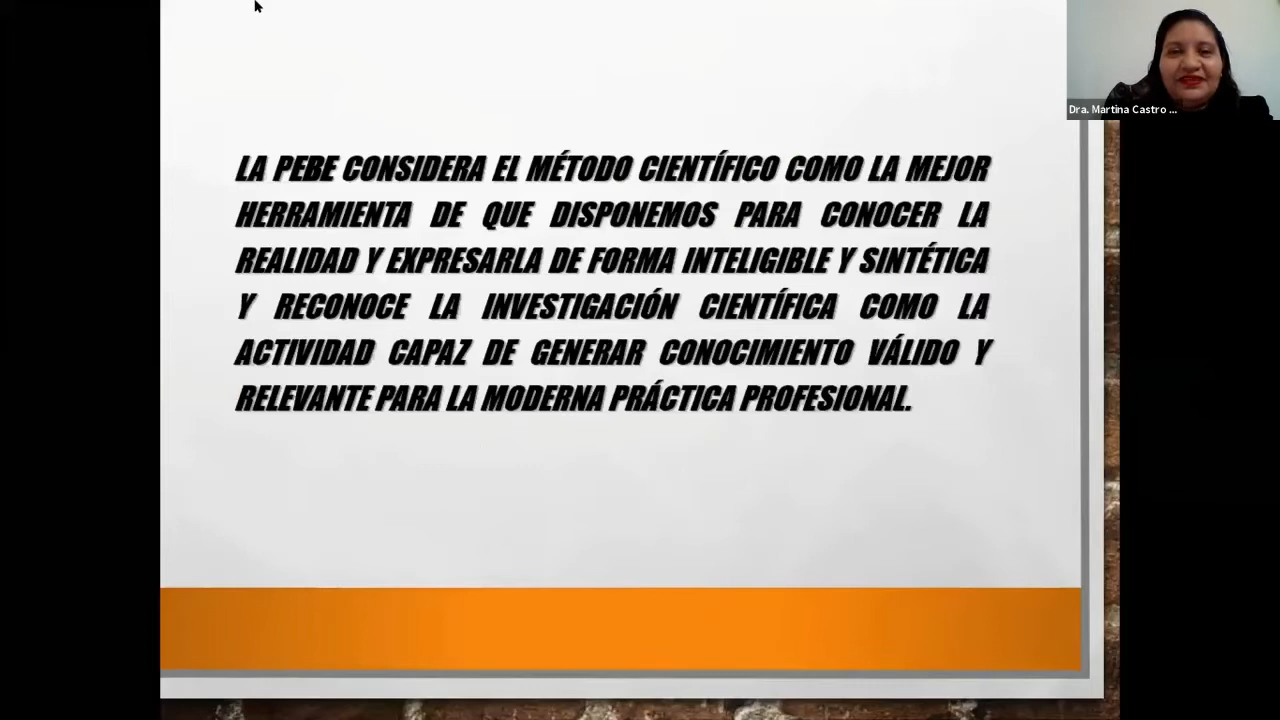 Dra. Martina Castro ...
LA PEBE CONSIDERA EL MÉTODO CIENTÍFICO COMO LA MEJOR
HERRAMIENTA DE QUE DISPONEMOS PARA CONOCER LA
REALIDAD Y EXPRESARLA DE FORMA INTELIGIBLE Y SINTÉTICA
Y RECONOCE LA INVESTIGACIÓN CIENTÍFICA COMO LA
ACTIVIDAD CAPAZ DE GENERAR CONOCIMIENTO VÁLIDO Y
RELEVANTE PARA LA MODERNA PRÁCTICA PROFESIONAL.